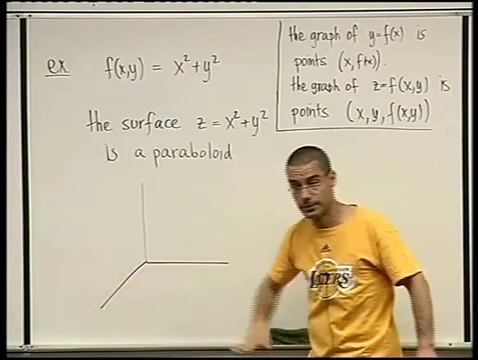 ex f(x,y) = x² + y²
the surface z = x² + y²
is a paraboloid
the graph of y=f(x) is
points (x, f(x)).
the graph of z=f(x,y) is
points (x, y, f(x,y))
LAKERS